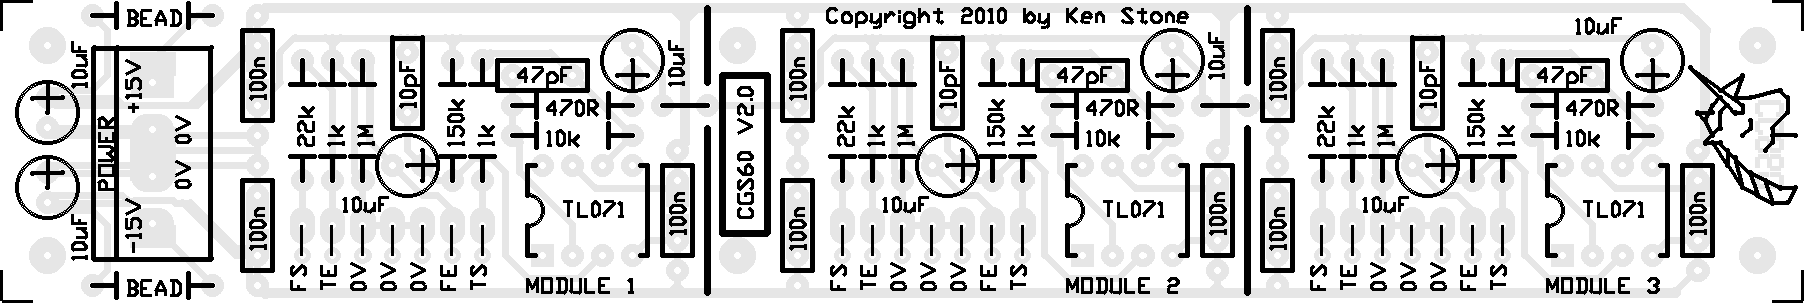 BEAD
10uF
10uF
POWER
+15V
0V 0V
-15V
BEAD
100n
100n
22k
1k
1M
10pF
150k
1k
47pF
470R
10k
10uF
10uF
TL071
100n
FS
TE
0V
0V
0V
FE
TS
MODULE 1
CGS60 V2.0
Copyright 2010 by Ken Stone
100n
100n
22k
1k
1M
10pF
150k
1k
47pF
470R
10k
10uF
10uF
TL071
100n
FS
TE
0V
0V
0V
FE
TS
MODULE 2
100n
100n
22k
1k
1M
10pF
150k
1k
47pF
470R
10k
10uF
10uF
TL071
100n
FS
TE
0V
0V
0V
FE
TS
MODULE 3